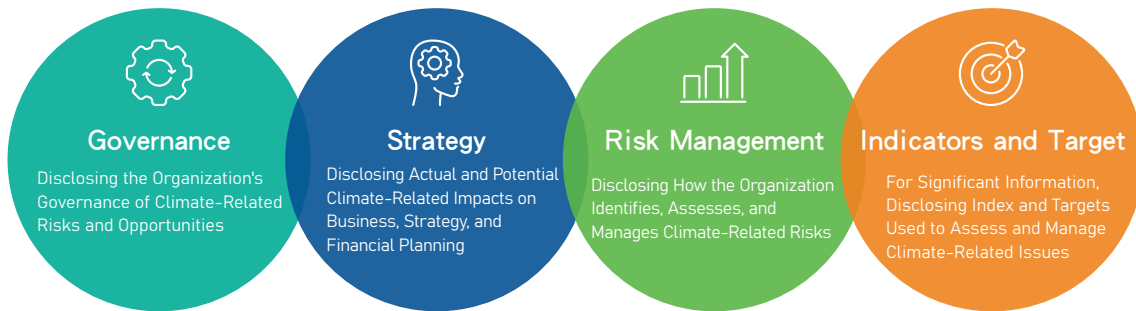 Governance
Disclosing the Organization's
Governance of Climate-Related
Risks and Opportunities
Strategy
Disclosing Actual and Potential
Climate-Related Impacts on
Business, Strategy, and
Financial Planning
Risk Management
Disclosing How the Organization
Identifies, Assesses, and
Manages Climate-Related Risks
Indicators and Target
For Significant Information,
Disclosing Index and Targets
Used to Assess and Manage
Climate-Related Issues